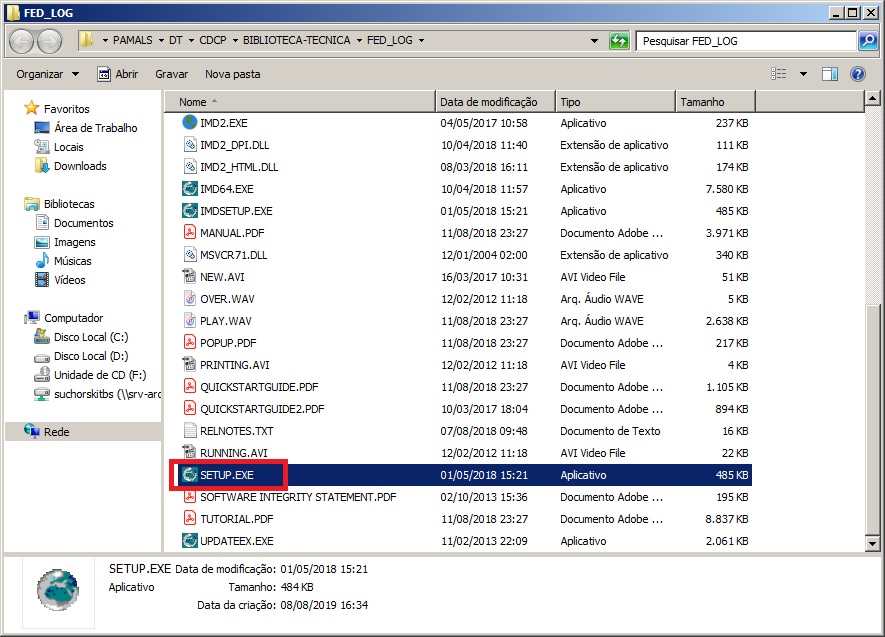 FED_LOG
PAMALS DT CDCP BIBLIOTECA-TECNICA FED_LOG
Pesquisar FED_LOG
Organizar Abrir Gravar Nova pasta
Favoritos
Área de Trabalho
Locais
Downloads
Bibliotecas
Documentos
Imagens
Músicas
Vídeos
Computador
Disco Local (C:)
Disco Local (D:)
Unidade de CD (F:)
suchorskitbs (\\srv-arc
Rede
Nome Data de modificação Tipo Tamanho
IMD2.EXE 04/05/2017 10:58 Aplicativo 237 KB
IMD2_DPI.DLL 10/04/2018 11:40 Extensão de aplicativo 111 KB
IMD2_HTML.DLL 08/03/2018 16:11 Extensão de aplicativo 174 KB
IMD64.EXE 10/04/2018 11:57 Aplicativo 7.580 KB
IMDSETUP.EXE 01/05/2018 15:21 Aplicativo 485 KB
MANUAL.PDF 11/08/2018 23:27 Documento Adobe ... 3.971 KB
MSVCR71.DLL 12/01/2004 02:00 Extensão de aplicativo 340 KB
NEW.AVI 16/03/2017 10:31 AVI Video File 51 KB
OVER.WAV 12/02/2012 11:18 Arq. Áudio WAVE 5 KB
PLAY.WAV 11/08/2018 23:27 Arq. Áudio WAVE 2.638 KB
POPUP.PDF 11/08/2018 23:27 Documento Adobe ... 217 KB
PRINTING.AVI 12/02/2012 11:18 AVI Video File 4 KB
QUICKSTARTGUIDE.PDF 11/08/2018 23:27 Documento Adobe ... 1.105 KB
QUICKSTARTGUIDE2.PDF 10/03/2017 18:04 Documento Adobe ... 894 KB
RELNOTES.TXT 07/08/2018 09:48 Documento de Texto 16 KB
RUNNING.AVI 12/02/2012 11:18 AVI Video File 22 KB
SETUP.EXE 01/05/2018 15:21 Aplicativo 485 KB
SOFTWARE INTEGRITY STATEMENT.PDF 02/10/2013 15:36 Documento Adobe ... 195 KB
TUTORIAL.PDF 11/08/2018 23:27 Documento Adobe ... 8.837 KB
UPDATEEX.EXE 11/02/2013 22:09 Aplicativo 2.061 KB
SETUP.EXE Data de modificação: 01/05/2018 15:21
Aplicativo Tamanho: 484 KB
Data da criação: 08/08/2019 16:34